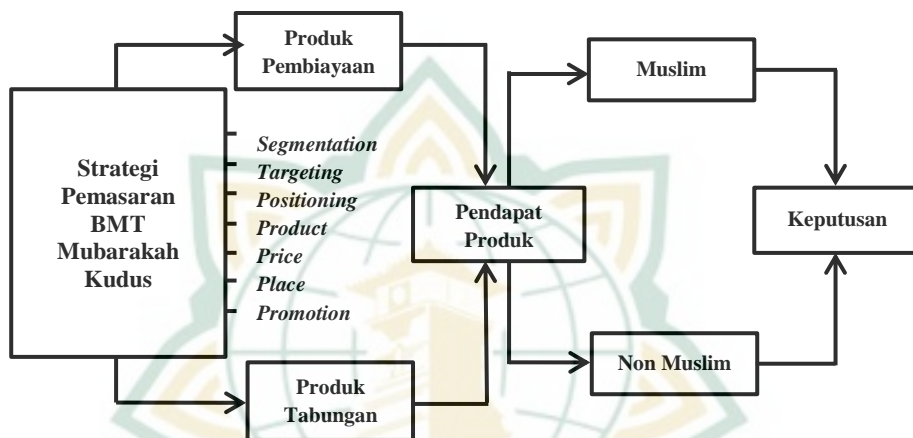 Produk
Pembiayaan
Muslim
Strategi
Pemasaran
BMT
Mubarakah
Kudus
Segmentation
Targeting
Positioning
Product
Price
Place
Promotion
Pendapat
Produk
Keputusan
Produk
Tabungan
Non Muslim